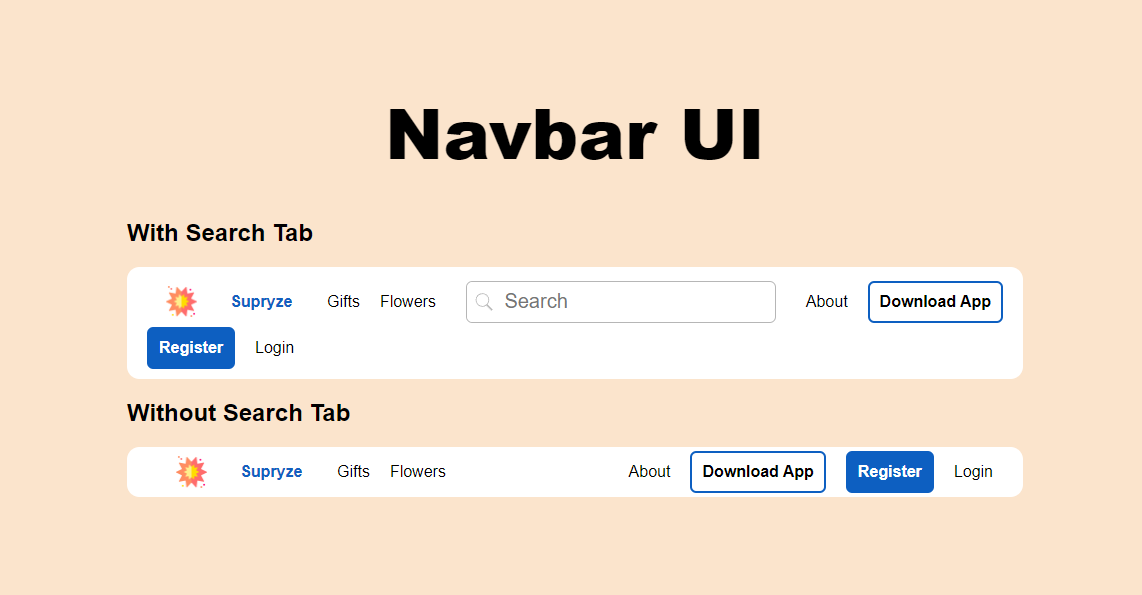 Navbar UI
With Search Tab
Supryze Gifts Flowers Search About Download App
Register Login
Without Search Tab
Supryze Gifts Flowers About Download App Register Login